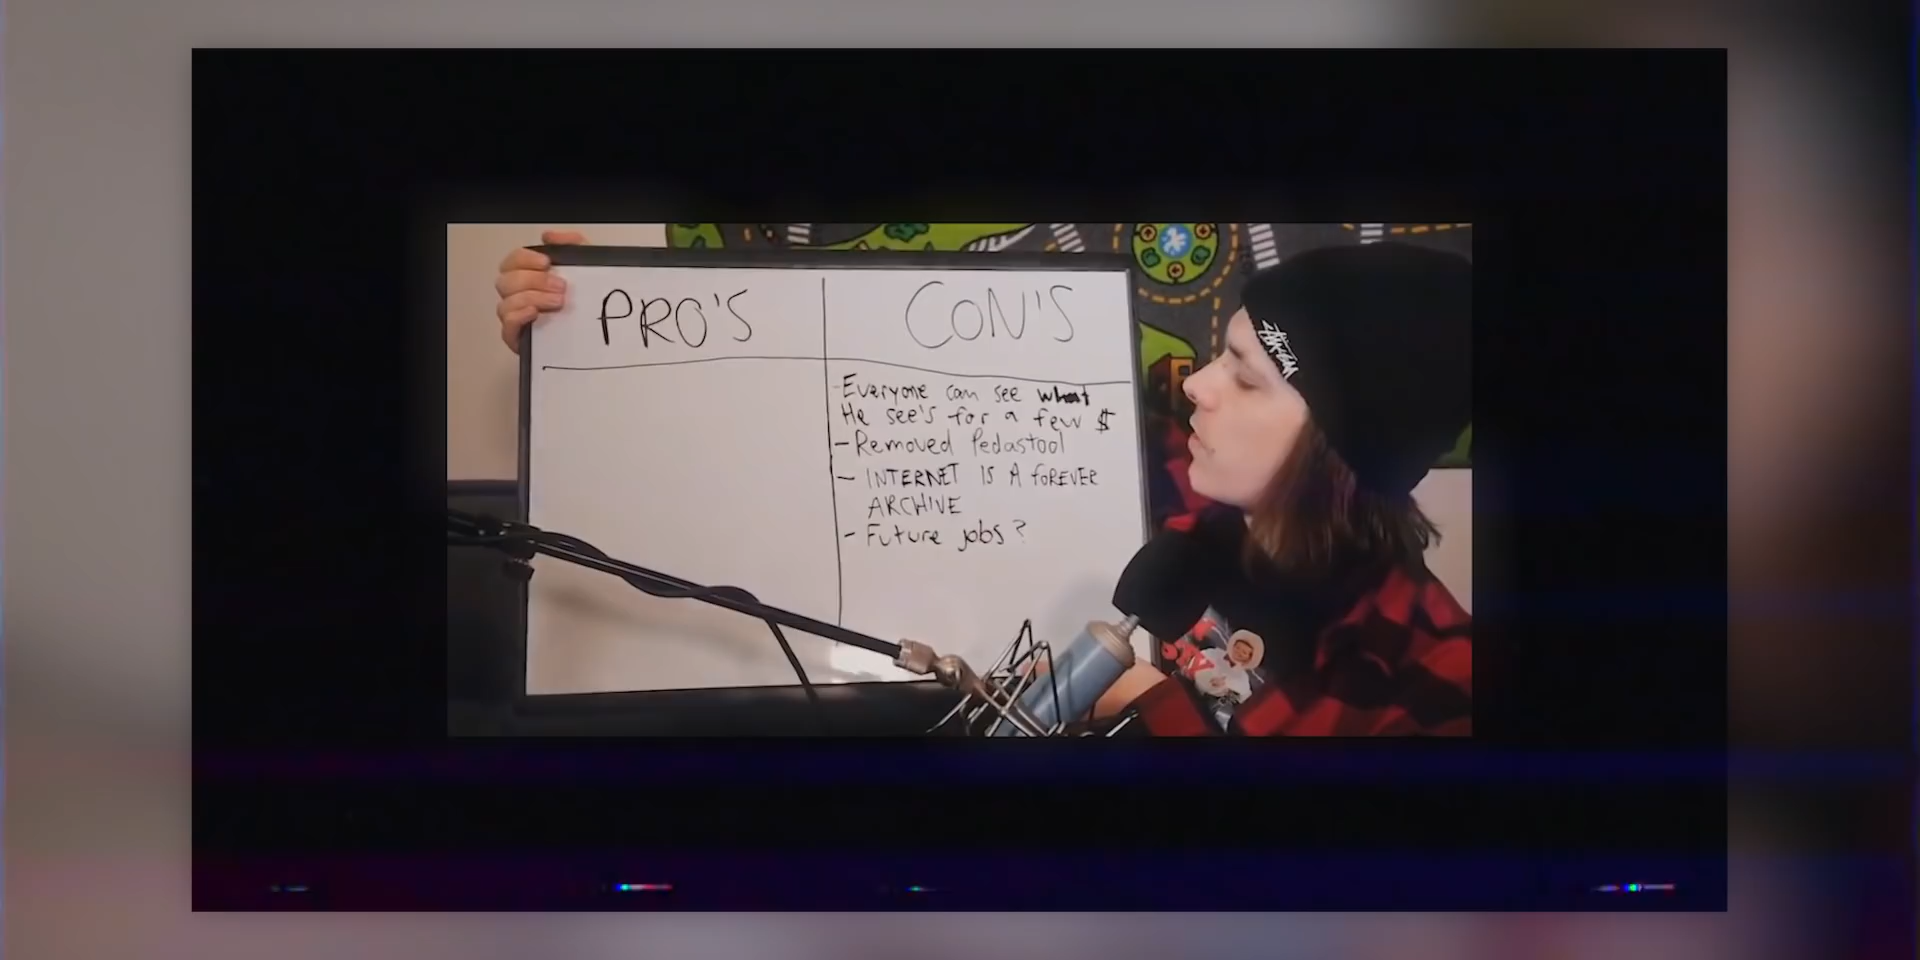 PRO'S
CON'S
-Everyone can see what
He see's for a few $
-Removed Pedastool
- INTERNET IS A FOREVER
ARCHIVE
- Future jobs?